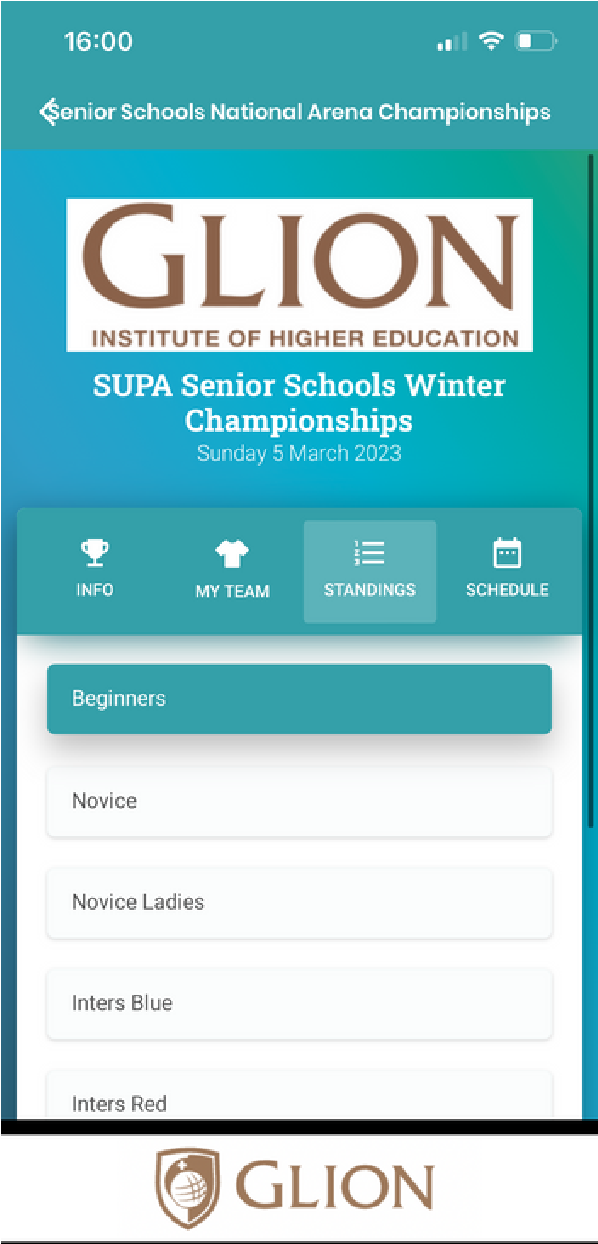 16:00
Senior Schools National Arena Championships
GLION
INSTITUTE OF HIGHER EDUCATION
SUPA Senior Schools Winter
Championships
Sunday 5 March 2023
INFO
MY TEAM
STANDINGS
SCHEDULE
Beginners
Novice
Novice Ladies
Inters Blue
Inters Red
GLION